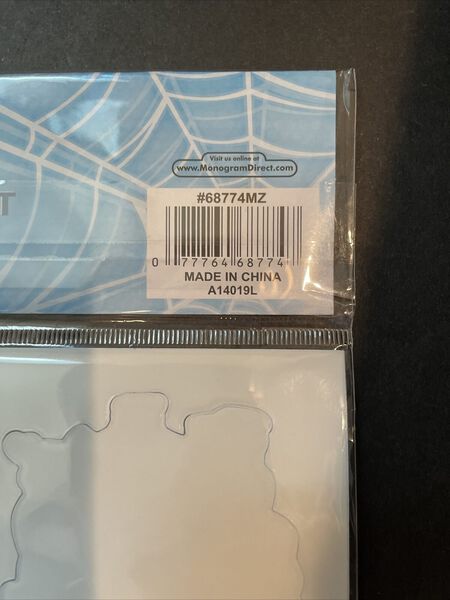 Visit us online at
www.MonogramDirect.com
#68774MZ
T
0 77764 68774
MADE IN CHINA
A14019L